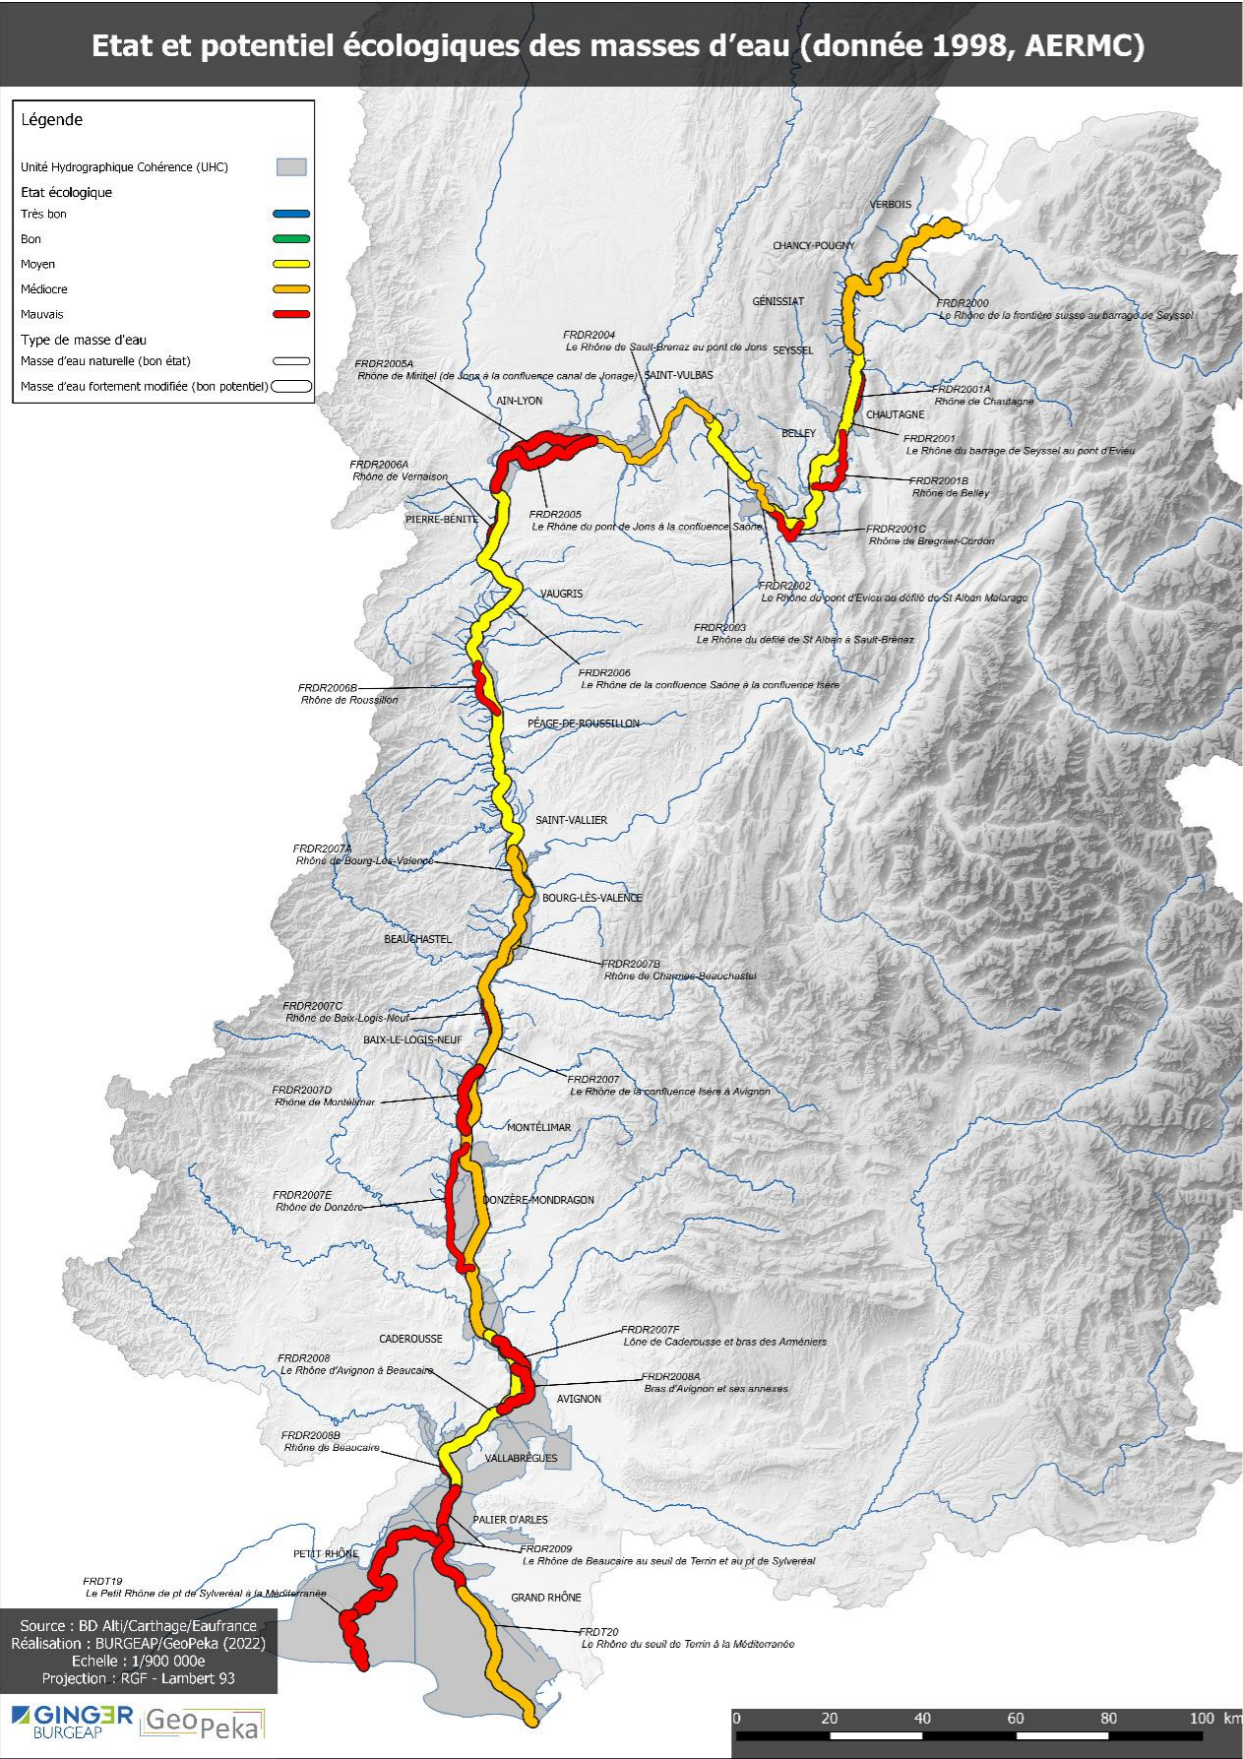 Etat et potentiel écologiques des masses d'eau (donnée 1998, AERMC)
Légende
Unité Hydrographique Cohérence (UHC)
Etat écologique
Très bon
Bon
Moyen
Médiocre
Mauvais
Type de masse d'eau
Masse d'eau naturelle (bon état)
Masse d'eau fortement modifiée (bon potentiel)
VERBOIS
CHANCY-POUGNY
FRDR2000
Le Rhône de la frontière suisse au barrage de Seyssel
GÉNISSIAT
FRDR2004
Le Rhône de Sault-Brenaz au pont de Jons
SEYSSEL
FRDR2005A
Rhône de Miribel (de Jons à la confluence canal de Jonage)
SAINT-VULBAS
FRDR2001A
Rhône de Chautagne
AIN-LYON
CHAUTAGNE
BELLEY
FRDR2001
Le Rhône du barrage de Seyssel au pont d'Evieu
FRDR2006A
Rhône de Vernaison
FRDR2001B
Rhône de Belley
PIERRE-BÉNITE
FRDR2005
Le Rhône du pont de Jons à la confluence Saône
FRDR2001C
Rhône de Bregnier-Cordon
VAUGRIS
FRDR2002
Le Rhône du pont d'Evieu au défilé de St Alban Malarage
FRDR2003
Le Rhône du défilé de St Alban à Sault-Brenaz
FRDR2006
Le Rhône de la confluence Saône à la confluence Isère
FRDR2006B
Rhône de Roussillon
PÉAGE-DE-ROUSSILLON
SAINT-VALLIER
FRDR2007A
Rhône de Bourg-Lès-Valence
BOURG-LÈS-VALENCE
BEAUCHASTEL
FRDR2007B
Rhône de Charmes-Beauchastel
FRDR2007C
Rhône de Baix-Logis-Neuf
BAIX-LE-LOGIS-NEUF
FRDR2007
Le Rhône de la confluence Isère à Avignon
FRDR2007D
Rhône de Montélimar
MONTÉLIMAR
FRDR2007E
Rhône de Donzère
DONZÈRE-MONDRAGON
CADEROUSSE
FRDR2007F
Lône de Caderousse et bras des Arméniers
FRDR2008
Le Rhône d'Avignon à Beaucaire
FRDR2008A
Bras d'Avignon et ses annexes
AVIGNON
FRDR2008B
Rhône de Beaucaire
VALLABRÈGUES
PALIER D'ARLES
PETIT RHÔNE
FRDR2009
Le Rhône de Beaucaire au seuil de Terrin et au pt de Sylveréal
FRDT19
Le Petit Rhône de pt de Sylveréal à la Méditerranée
GRAND RHÔNE
FRDT20
Le Rhône du seuil de Terrin à la Méditerranée
Source : BD Alti/Carthage/Eaufrance
Réalisation : BURGEAP/GeoPeka (2022)
Echelle : 1/900 000e
Projection : RGF - Lambert 93
GINGER
BURGEAP
GeoPeka
0 20 40 60 80 100 km